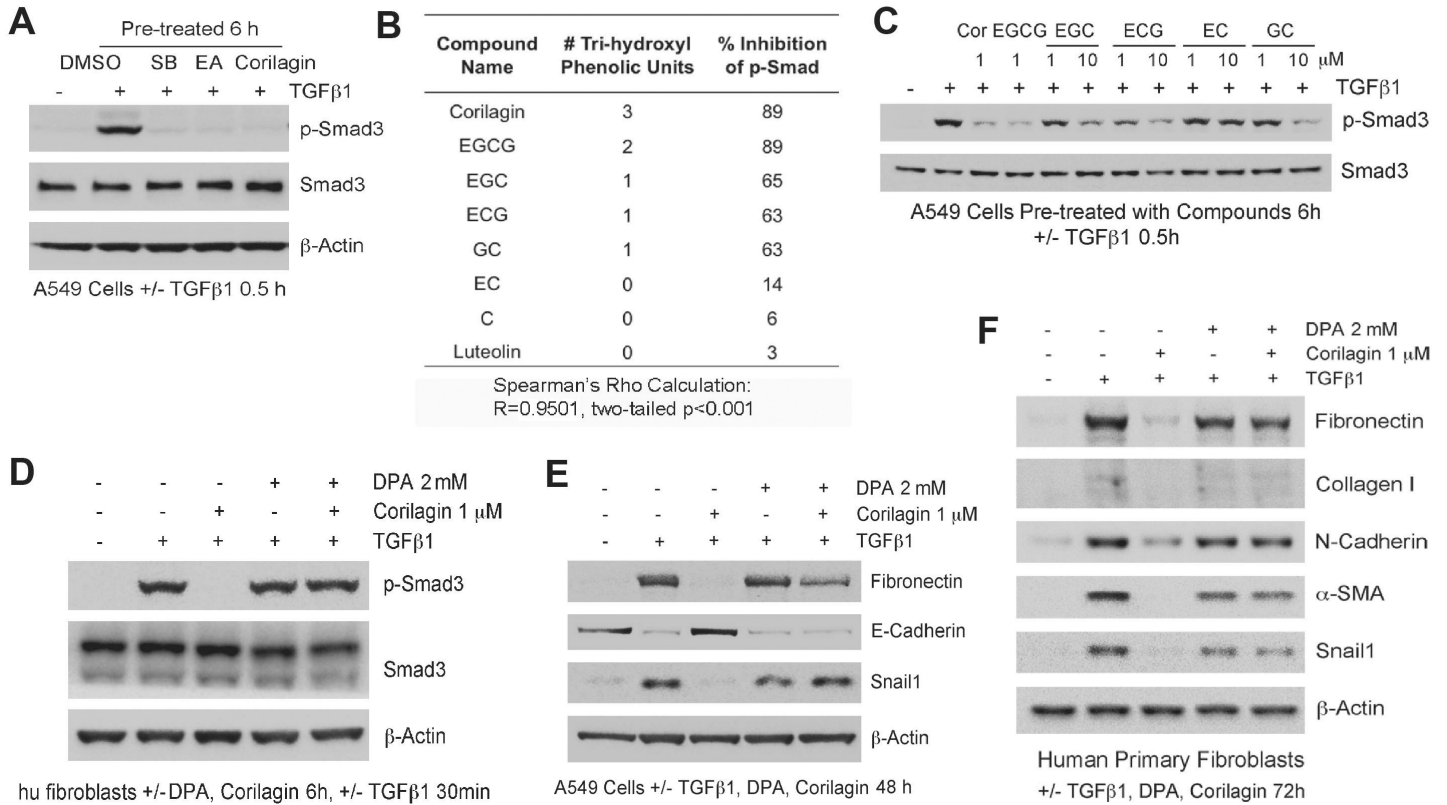 A
Pre-treated 6 h
DMSO SB EA Corilagin
- + + + + TGFβ1
p-Smad3
Smad3
β-Actin
A549 Cells +/- TGFβ1 0.5 h
B
Compound Name # Tri-hydroxyl Phenolic Units % Inhibition of p-Smad
Corilagin 3 89
EGCG 2 89
EGC 1 65
ECG 1 63
GC 1 63
EC 0 14
C 0 6
Luteolin 0 3
Spearman's Rho Calculation:
R=0.9501, two-tailed p<0.001
C
Cor EGCG EGC ECG EC GC
1 1 1 10 1 10 1 10 1 10 μM
- + + + + + + + + + + + TGFβ1
p-Smad3
Smad3
A549 Cells Pre-treated with Compounds 6h
+/- TGFβ1 0.5h
D
- - - + + DPA 2 mM
- - + - + Corilagin 1 μM
- + + + + TGFβ1
p-Smad3
Smad3
β-Actin
hu fibroblasts +/-DPA, Corilagin 6h, +/- TGFβ1 30min
E
- - - + + DPA 2 mM
- - + - + Corilagin 1 μM
- + + + + TGFβ1
Fibronectin
E-Cadherin
Snail1
β-Actin
A549 Cells +/- TGFβ1, DPA, Corilagin 48 h
F
- - - + + DPA 2 mM
- - + - + Corilagin 1 μM
- + + + + TGFβ1
Fibronectin
Collagen I
N-Cadherin
α-SMA
Snail1
β-Actin
Human Primary Fibroblasts
+/- TGFβ1, DPA, Corilagin 72h